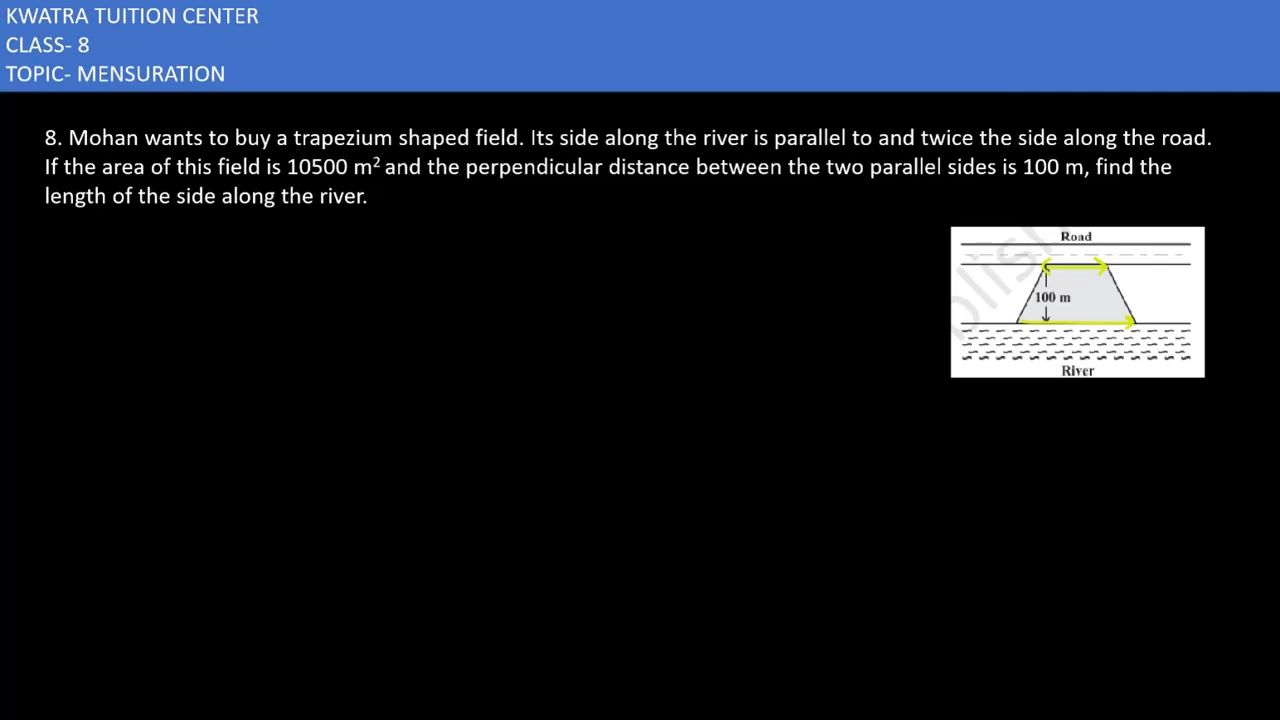 KWATRA TUITION CENTER
CLASS- 8
TOPIC- MENSURATION
8. Mohan wants to buy a trapezium shaped field. Its side along the river is parallel to and twice the side along the road.
If the area of this field is 10500 m² and the perpendicular distance between the two parallel sides is 100 m, find the
length of the side along the river.
Road
100 m
River